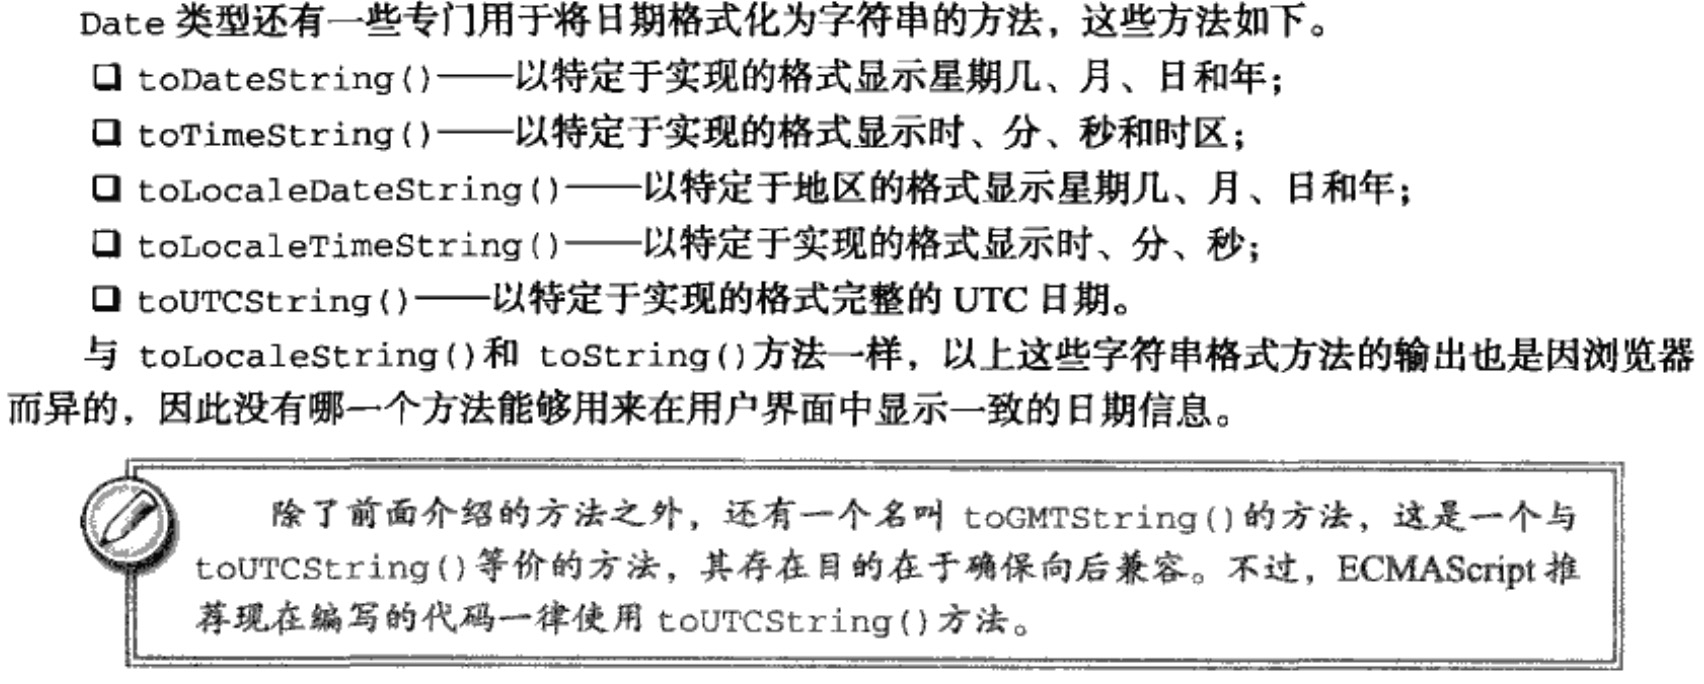 Date 类型还有一些专门用于将日期格式化为字符串的方法，这些方法如下。
❑ toDateString()——以特定于实现的格式显示星期几、月、日和年；
❑ toTimeString()——以特定于实现的格式显示时、分、秒和时区；
❑ toLocaleDateString()——以特定于地区的格式显示星期几、月、日和年；
❑ toLocaleTimeString()——以特定于实现的格式显示时、分、秒；
❑ toUTCString()——以特定于实现的格式完整的 UTC 日期。
与 toLocaleString()和 toString()方法一样，以上这些字符串格式方法的输出也是因浏览器
而异的，因此没有哪一个方法能够用来在用户界面中显示一致的日期信息。
除了前面介绍的方法之外，还有一个名叫 toGMTString()的方法，这是一个与
toUTCString()等价的方法，其存在目的在于确保向后兼容。不过，ECMAScript 推
荐现在编写的代码一律使用 toUTCString()方法。